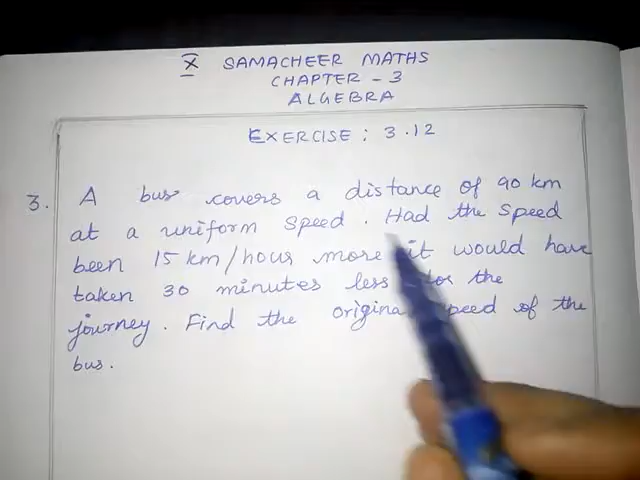 X SAMACHEER MATHS
CHAPTER - 3
ALGEBRA
EXERCISE : 3.12
3. A bus covers a distance of 90 km
at a uniform speed. Had the speed
been 15 km/hour more it would have
taken 30 minutes less for the
journey. Find the original speed of the
bus.